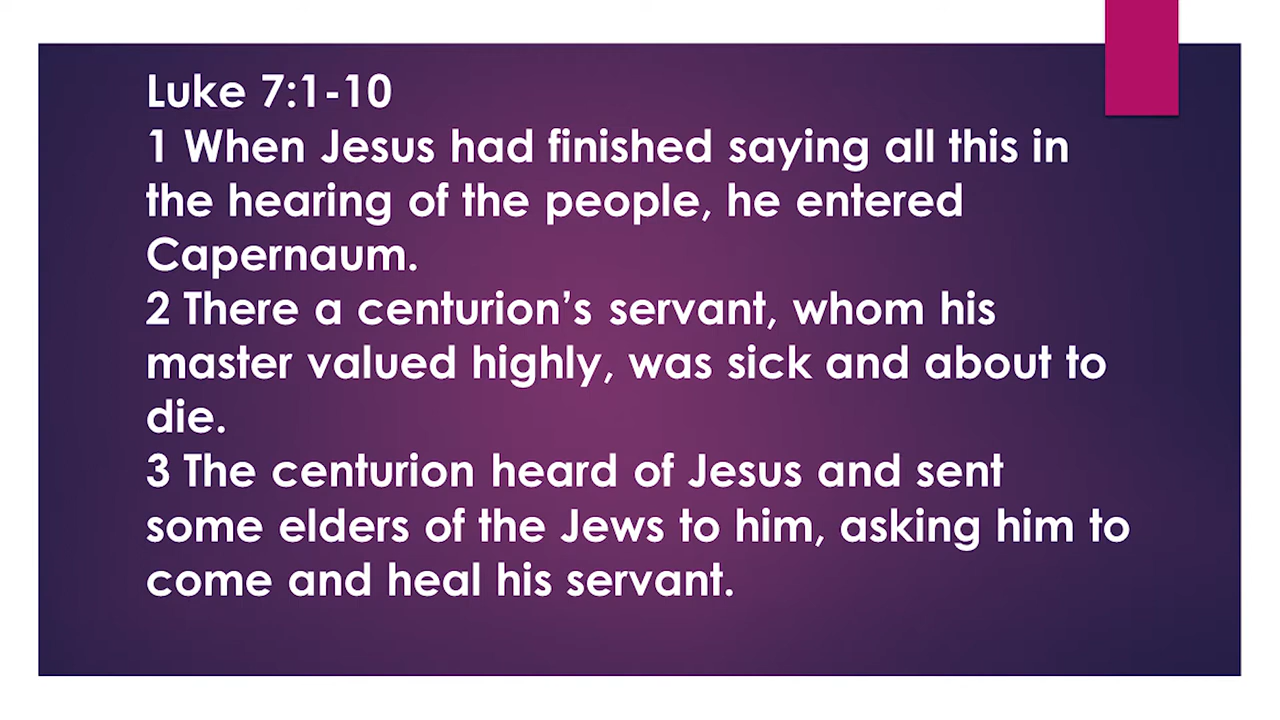 Luke 7:1-10
1 When Jesus had finished saying all this in
the hearing of the people, he entered
Capernaum.
2 There a centurion’s servant, whom his
master valued highly, was sick and about to
die.
3 The centurion heard of Jesus and sent
some elders of the Jews to him, asking him to
come and heal his servant.